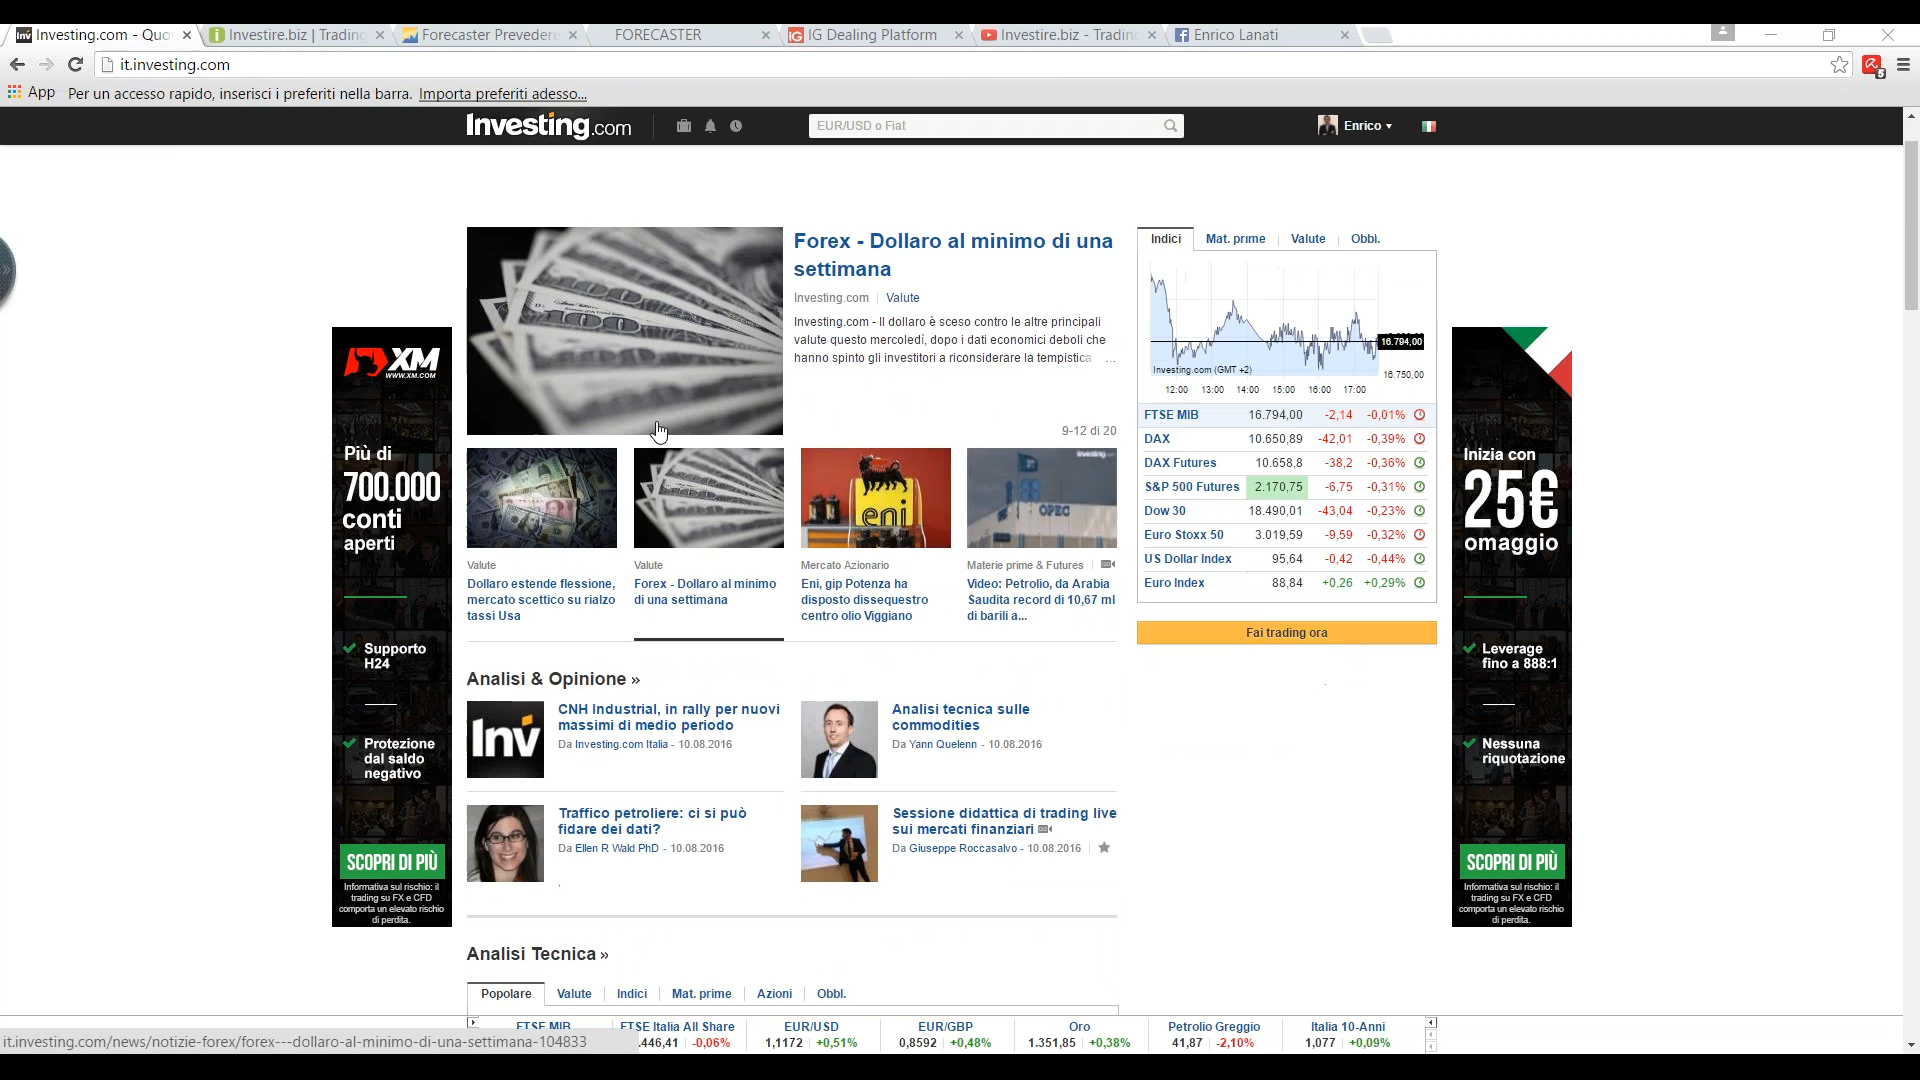 Investing.com - Quo
Investire.biz | Trading
Forecaster Prevedere
FORECASTER
IG Dealing Platform
Investire.biz - Trading
Enrico Lanati
it.investing.com
App
Per un accesso rapido, inserisci i preferiti nella barra. Importa preferiti adesso...
Investing.com
EUR/USD o Fiat
Enrico
Forex - Dollaro al minimo di una
settimana
Investing.com | Valute
Investing.com - Il dollaro è sceso contro le altre principali
valute questo mercoledì, dopo i dati economici deboli che
hanno spinto gli investitori a riconsiderare la tempistica ...
9-12 di 20
Valute
Dollaro estende flessione,
mercato scettico su rialzo
tassi Usa
Valute
Forex - Dollaro al minimo
di una settimana
eni
Mercato Azionario
Eni, gip Potenza ha
disposto dissequestro
centro olio Viggiano
OPEC
Materie prime & Futures
Video: Petrolio, da Arabia
Saudita record di 10,67 ml
di barili a...
Indici
Mat. prime
Valute
Obbl.
16.794,00
16.750,00
Investing.com (GMT +2)
12:00 13:00 14:00 15:00 16:00 17:00
FTSE MIB 16.794,00 -2,14 -0,01%
DAX 10.650,89 -42,01 -0,39%
DAX Futures 10.658,8 -38,2 -0,36%
S&P 500 Futures 2.170,75 -6,75 -0,31%
Dow 30 18.490,01 -43,04 -0,23%
Euro Stoxx 50 3.019,59 -9,59 -0,32%
US Dollar Index 95,64 -0,42 -0,44%
Euro Index 88,84 +0,26 +0,29%
Fai trading ora
XM
WWW.XM.COM
Più di
700.000
conti
aperti
Supporto
H24
Protezione
dal saldo
negativo
SCOPRI DI PIÙ
Informativa sul rischio: il
trading su FX e CFD
comporta un elevato rischio
di perdita.
Inizia con
25€
omaggio
Leverage
fino a 888:1
Nessuna
riquotazione
SCOPRI DI PIÙ
Informativa sul rischio: il
trading su FX e CFD
comporta un elevato rischio
di perdita.
Analisi & Opinione »
Inv
CNH Industrial, in rally per nuovi
massimi di medio periodo
Da Investing.com Italia - 10.08.2016
Analisi tecnica sulle
commodities
Da Yann Quelenn - 10.08.2016
Traffico petroliere: ci si può
fidare dei dati?
Da Ellen R Wald PhD - 10.08.2016
Sessione didattica di trading live
sui mercati finanziari
Da Giuseppe Roccasalvo - 10.08.2016
Analisi Tecnica »
Popolare
Valute
Indici
Mat. prime
Azioni
Obbl.
FTSE MIB
FTSE Italia All Share
.446,41 -0,06%
EUR/USD
1,1172 +0,51%
EUR/GBP
0,8592 +0,48%
Oro
1.351,85 +0,38%
Petrolio Greggio
41,87 -2,10%
Italia 10-Anni
1,077 +0,09%
it.investing.com/news/notizie-forex/forex---dollaro-al-minimo-di-una-settimana-104833